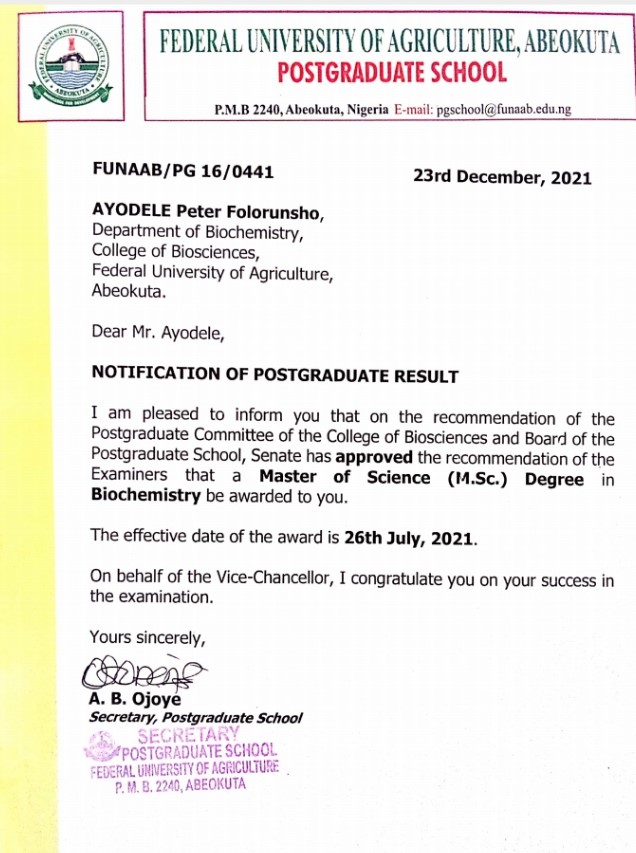 FEDERAL UNIVERSITY OF AGRICULTURE
ABEOKUTA
FEDERAL UNIVERSITY OF AGRICULTURE, ABEOKUTA
POSTGRADUATE SCHOOL
P.M.B 2240, Abeokuta, Nigeria E-mail: pgschool@funaab.edu.ng
FUNAAB/PG 16/0441
23rd December, 2021
AYODELE Peter Folorunsho,
Department of Biochemistry,
College of Biosciences,
Federal University of Agriculture,
Abeokuta.
Dear Mr. Ayodele,
NOTIFICATION OF POSTGRADUATE RESULT
I am pleased to inform you that on the recommendation of the
Postgraduate Committee of the College of Biosciences and Board of the
Postgraduate School, Senate has approved the recommendation of the
Examiners that a Master of Science (M.Sc.) Degree in
Biochemistry be awarded to you.
The effective date of the award is 26th July, 2021.
On behalf of the Vice-Chancellor, I congratulate you on your success in
the examination.
Yours sincerely,
A. B. Ojoye
Secretary, Postgraduate School
SECRETARY
POSTGRADUATE SCHOOL
FEDERAL UNIVERSITY OF AGRICULTURE
P. M. B. 2240, ABEOKUTA